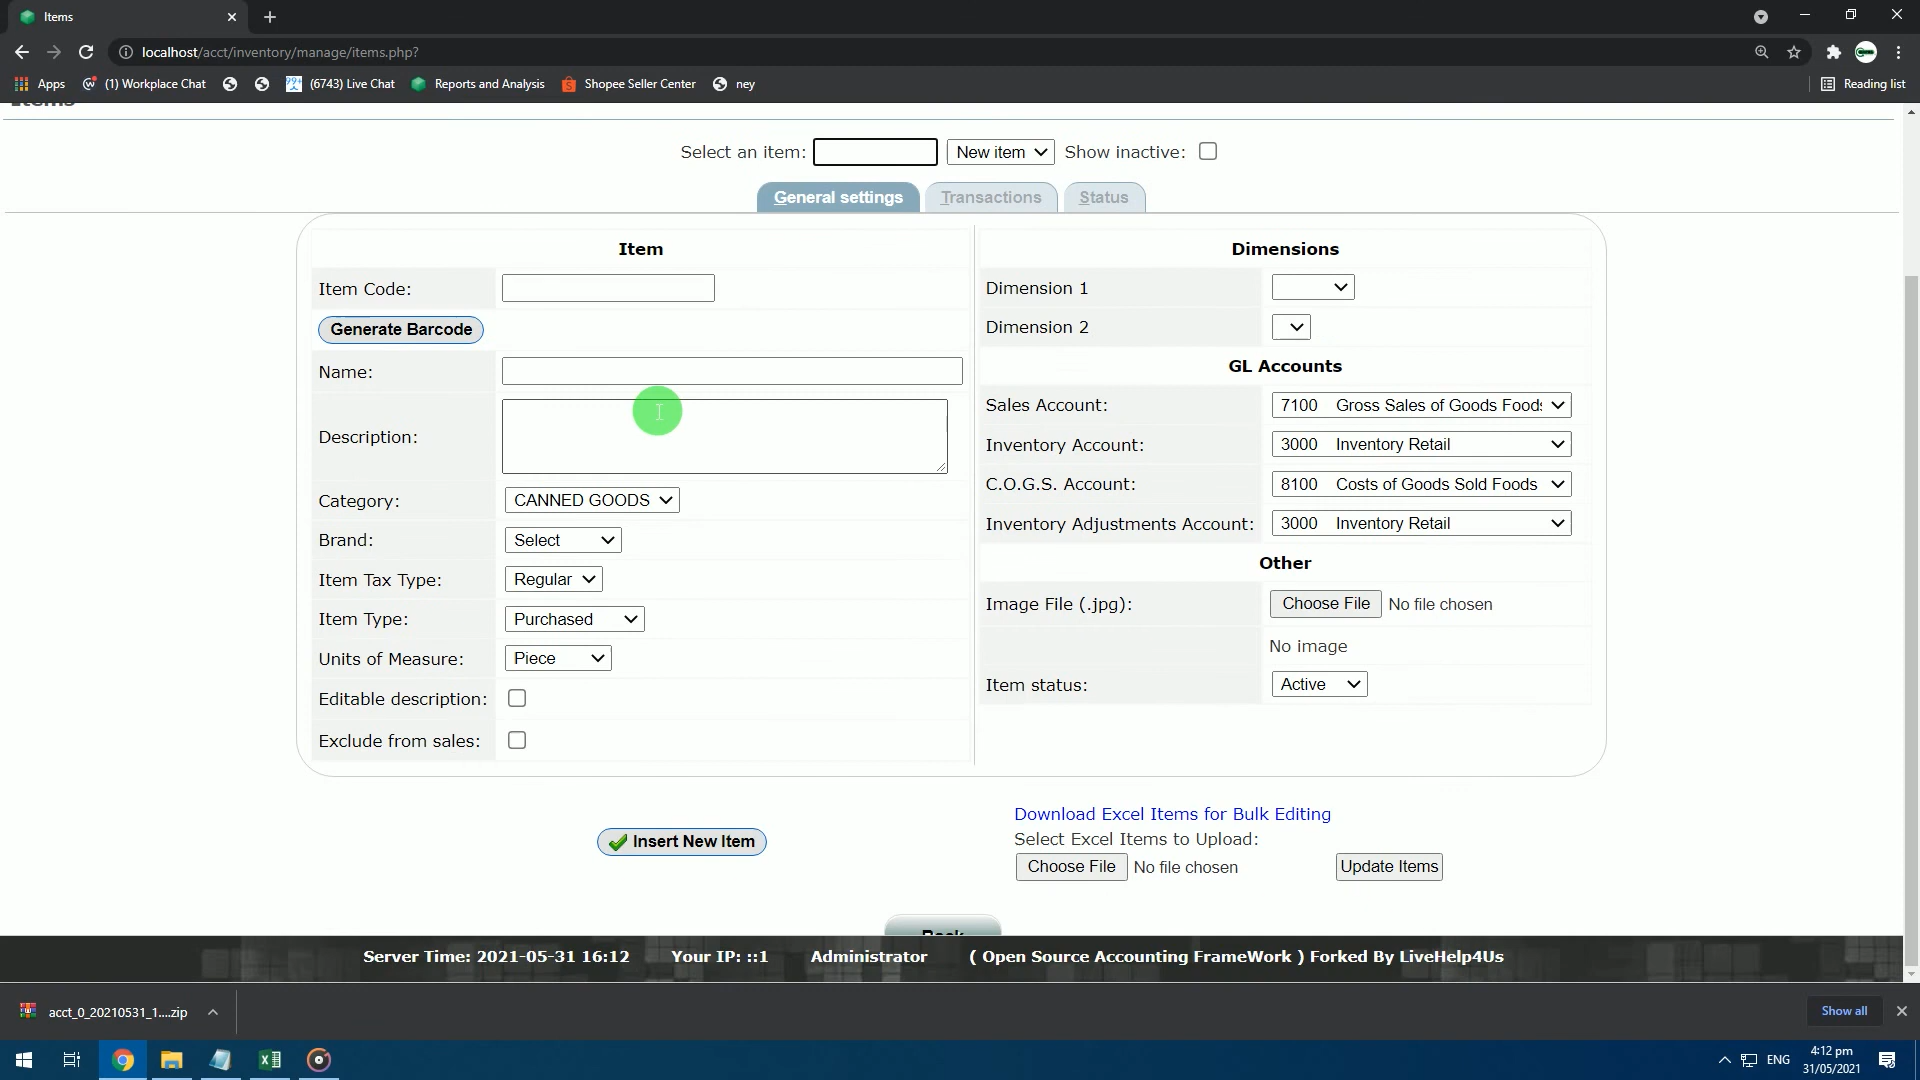 Items
localhost/acct/inventory/manage/items.php?
Apps (1) Workplace Chat (6743) Live Chat Reports and Analysis Shopee Seller Center ney Reading list
Items
Select an item: New item Show inactive:
General settings Transactions Status
Item
Item Code:
Generate Barcode
Name:
Description:
Category: CANNED GOODS
Brand: Select
Item Tax Type: Regular
Item Type: Purchased
Units of Measure: Piece
Editable description:
Exclude from sales:
Dimensions
Dimension 1
Dimension 2
GL Accounts
Sales Account: 7100 Gross Sales of Goods Foods
Inventory Account: 3000 Inventory Retail
C.O.G.S. Account: 8100 Costs of Goods Sold Foods
Inventory Adjustments Account: 3000 Inventory Retail
Other
Image File (.jpg): Choose File No file chosen
No image
Item status: Active
Insert New Item
Download Excel Items for Bulk Editing
Select Excel Items to Upload:
Choose File No file chosen Update Items
Back
Server Time: 2021-05-31 16:12 Your IP: ::1 Administrator ( Open Source Accounting FrameWork ) Forked By LiveHelp4Us
acct_0_20210531_1....zip Show all
ENG 4:12 pm
31/05/2021